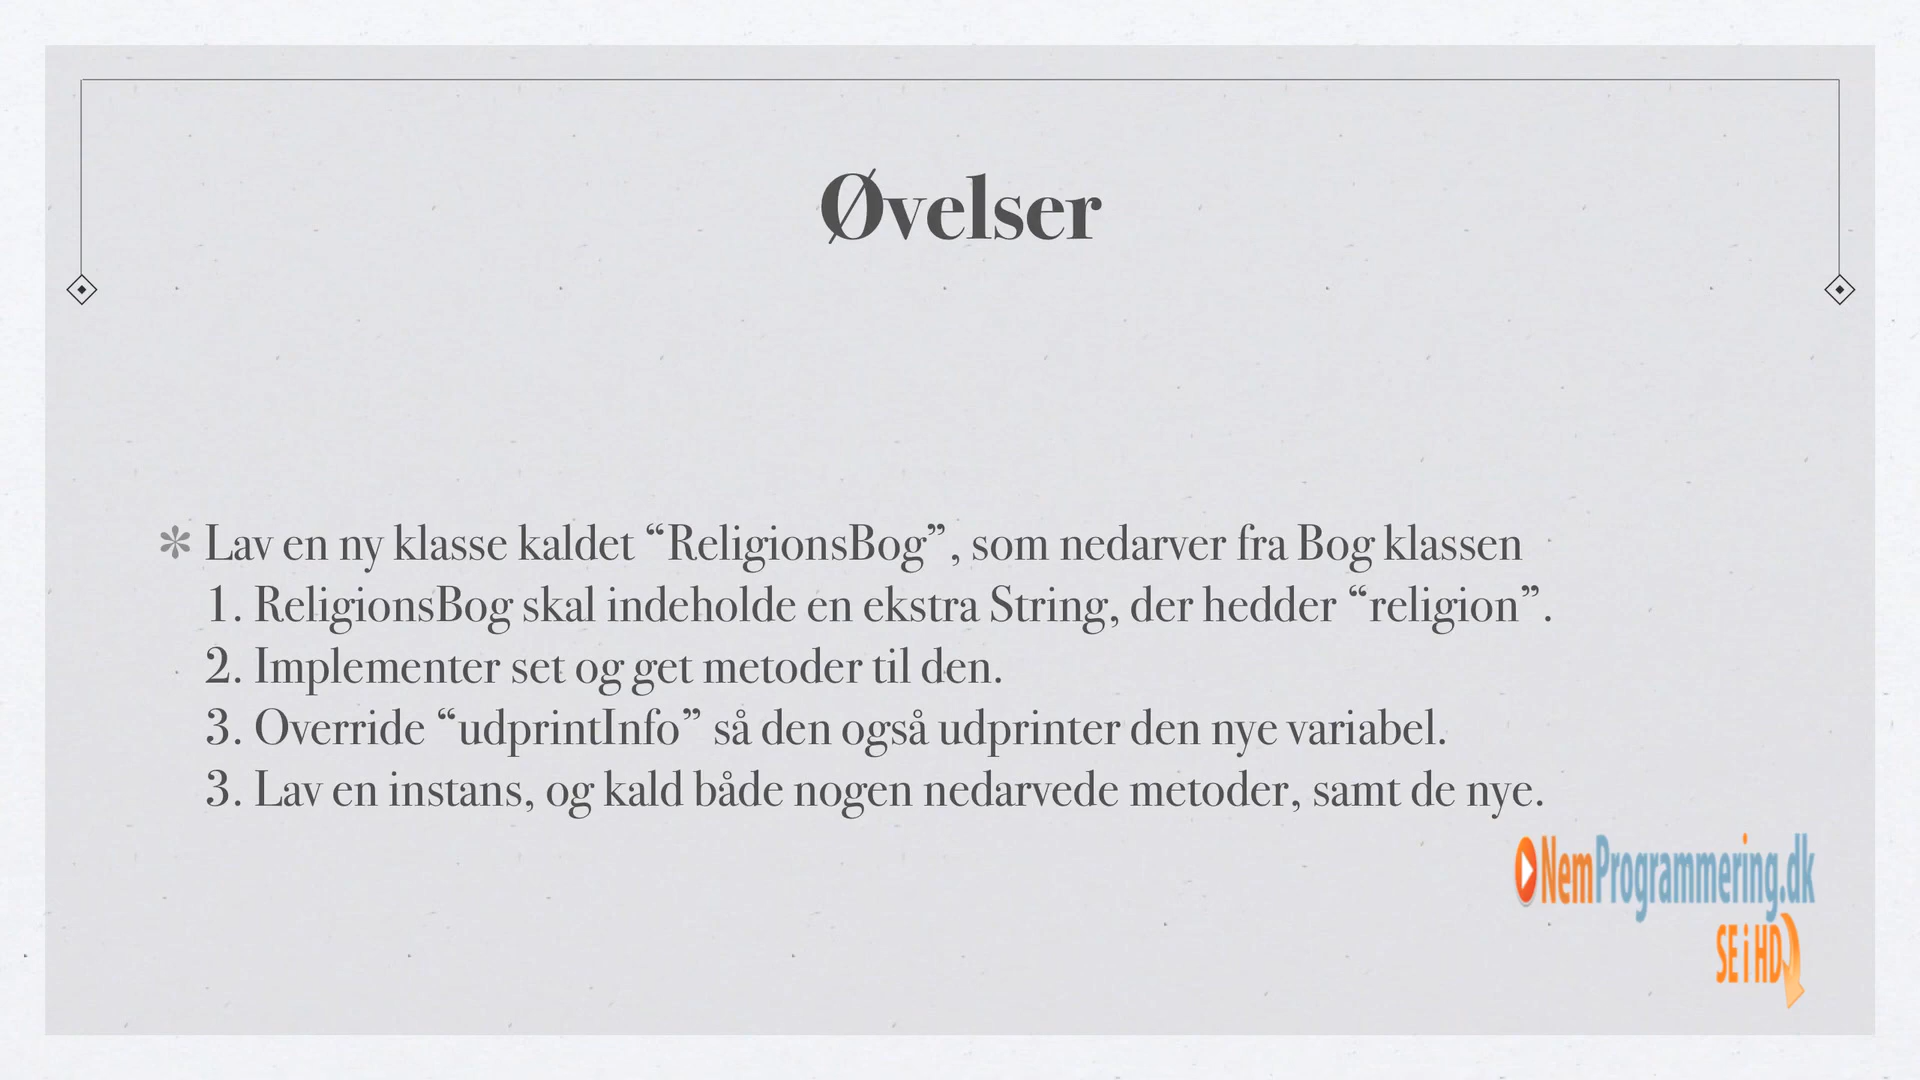 Øvelser
Lav en ny klasse kaldet “ReligionsBog”, som nedarver fra Bog klassen
1. ReligionsBog skal indeholde en ekstra String, der hedder “religion”.
2. Implementer set og get metoder til den.
3. Override “udprintInfo” så den også udprinter den nye variabel.
3. Lav en instans, og kald både nogen nedarvede metoder, samt de nye.
NemProgrammering.dk
SE i HD